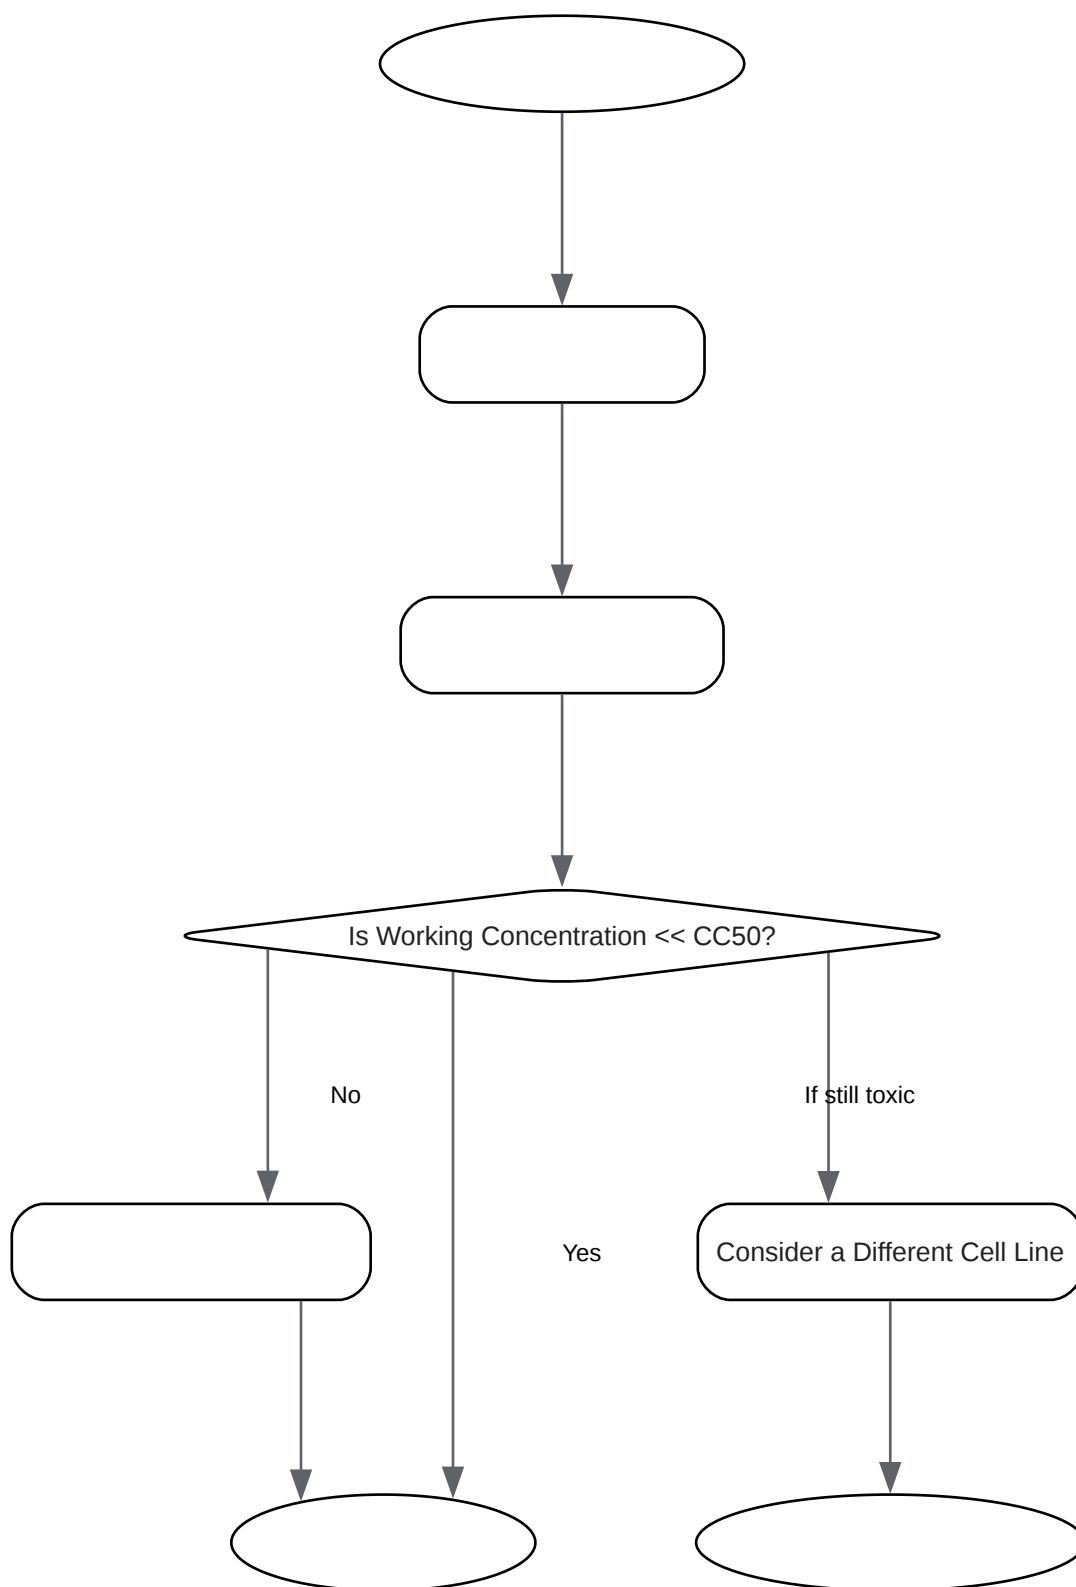 Is Working Concentration << CC50?
No
If still toxic
Yes
Consider a Different Cell Line